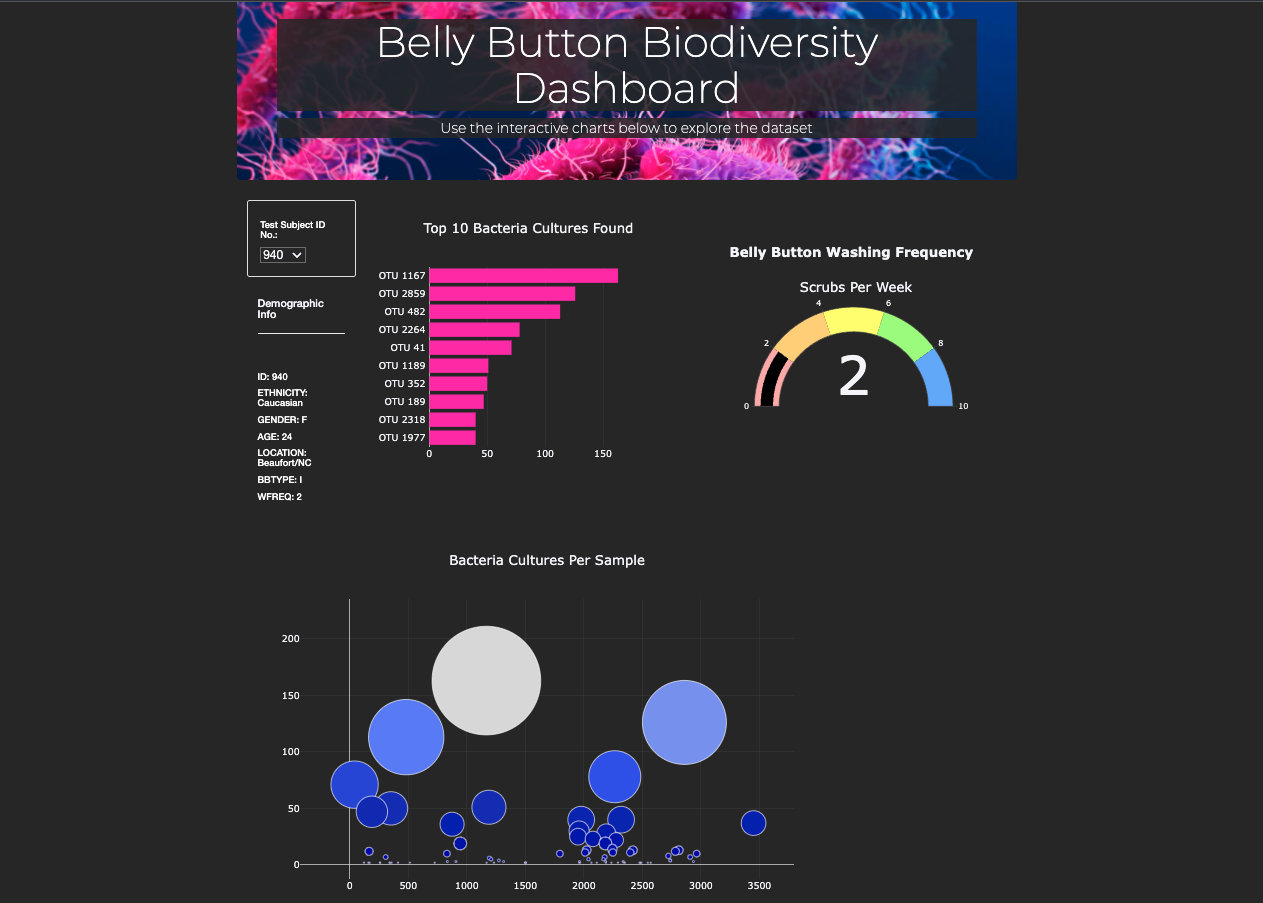 Belly Button Biodiversity
Dashboard
Use the interactive charts below to explore the dataset
Test Subject ID
No.:
940
Demographic
Info
ID: 940
ETHNICITY:
Caucasian
GENDER: F
AGE: 24
LOCATION:
Beaufort/NC
BBTYPE: I
WFREQ: 2
Top 10 Bacteria Cultures Found
OTU 1167
OTU 2859
OTU 482
OTU 2264
OTU 41
OTU 1189
OTU 352
OTU 189
OTU 2318
OTU 1977
0 50 100 150
Belly Button Washing Frequency
Scrubs Per Week
4 6
2 8
2
0 10
Bacteria Cultures Per Sample
200
150
100
50
0
0 500 1000 1500 2000 2500 3000 3500